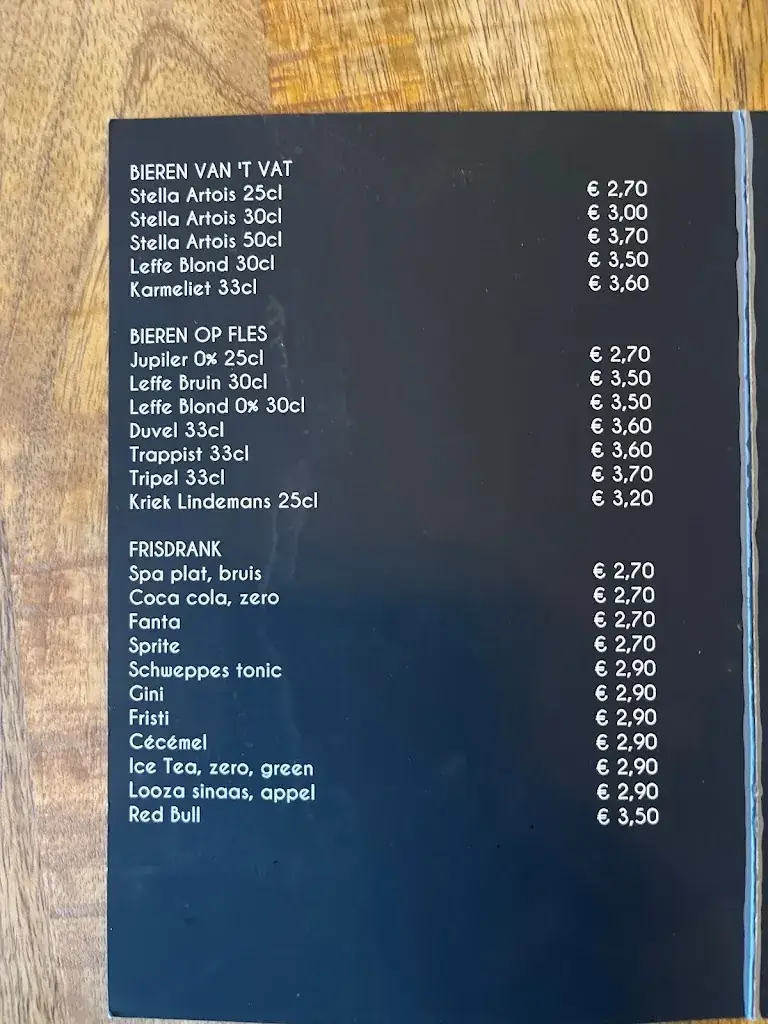 BIEREN VAN 'T VAT
Stella Artois 25cl € 2,70
Stella Artois 30cl € 3,00
Stella Artois 50cl € 3,70
Leffe Blond 30cl € 3,50
Karmeliet 33cl € 3,60
BIEREN OP FLES
Jupiler 0% 25cl € 2,70
Leffe Bruin 30cl € 3,50
Leffe Blond 0% 30cl € 3,50
Duvel 33cl € 3,60
Trappist 33cl € 3,60
Tripel 33cl € 3,70
Kriek Lindemans 25cl € 3,20
FRISDRANK
Spa plat, bruis € 2,70
Coca cola, zero € 2,70
Fanta € 2,70
Sprite € 2,70
Schweppes tonic € 2,90
Gini € 2,90
Fristi € 2,90
Cécémel € 2,90
Ice Tea, zero, green € 2,90
Looza sinaas, appel € 2,90
Red Bull € 3,50